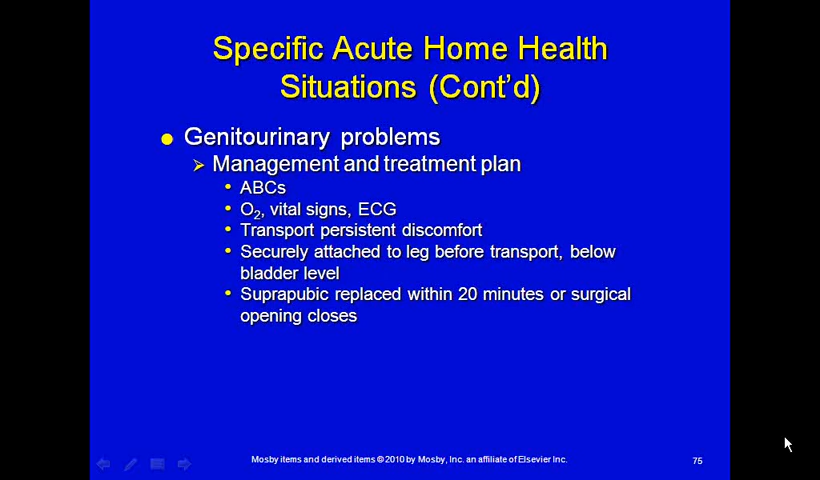 Specific Acute Home Health
Situations (Cont’d)
Genitourinary problems
Management and treatment plan
ABCs
O2, vital signs, ECG
Transport persistent discomfort
Securely attached to leg before transport, below
bladder level
Suprapubic replaced within 20 minutes or surgical
opening closes
Mosby items and derived items © 2010 by Mosby, Inc. an affiliate of Elsevier Inc.
75